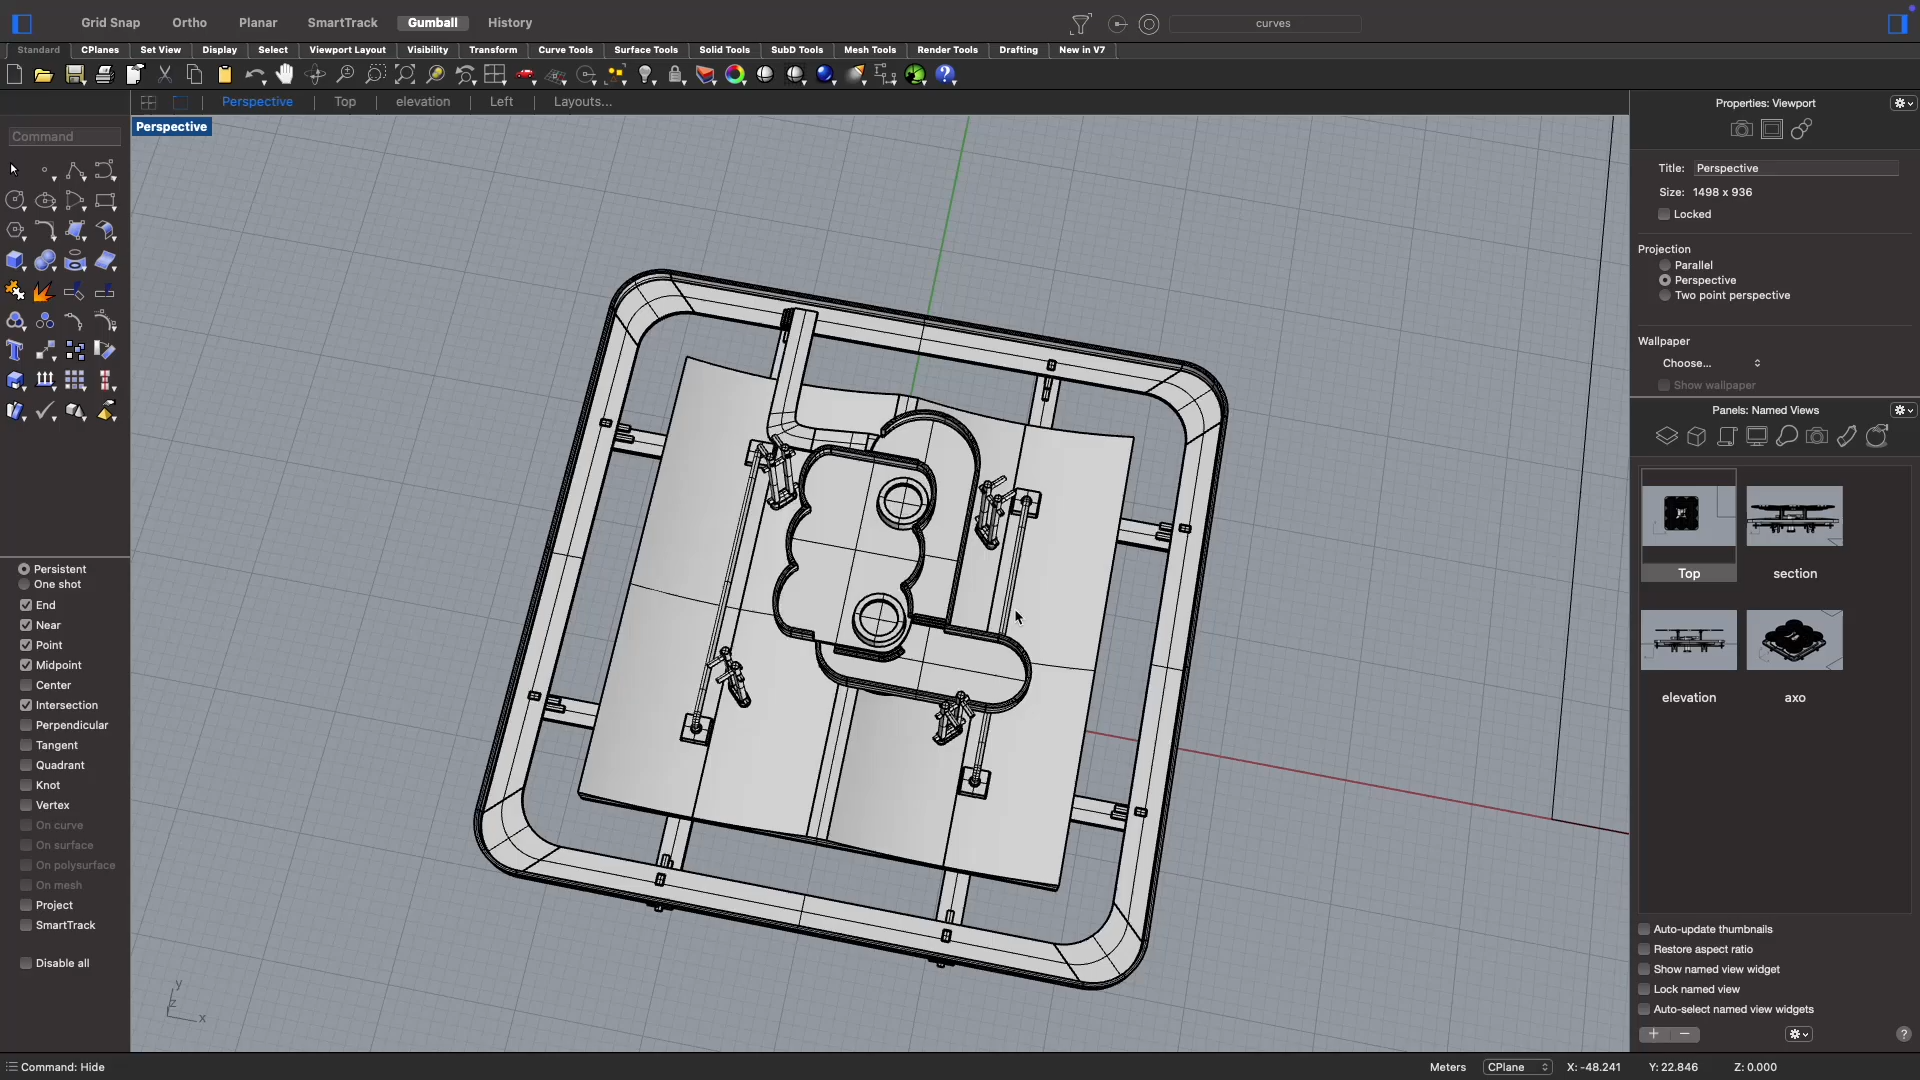 Grid Snap Ortho Planar SmartTrack Gumball History curves
Standard CPlanes Set View Display Select Viewport Layout Visibility Transform Curve Tools Surface Tools Solid Tools SubD Tools Mesh Tools Render Tools Drafting New in V7
Perspective Top elevation Left Layouts...
Perspective
Command
Persistent
One shot
End
Near
Point
Midpoint
Center
Intersection
Perpendicular
Tangent
Quadrant
Knot
Vertex
On curve
On surface
On polysurface
On mesh
Project
SmartTrack
Disable all
y
z
x
Properties: Viewport
Title: Perspective
Size: 1498 x 936
Locked
Projection
Parallel
Perspective
Two point perspective
Wallpaper
Choose...
Show wallpaper
Panels: Named Views
Top section
elevation axo
Auto-update thumbnails
Restore aspect ratio
Show named view widget
Lock named view
Auto-select named view widgets
Command: Hide
Meters CPlane X: -48.241 Y: 22.846 Z: 0.000